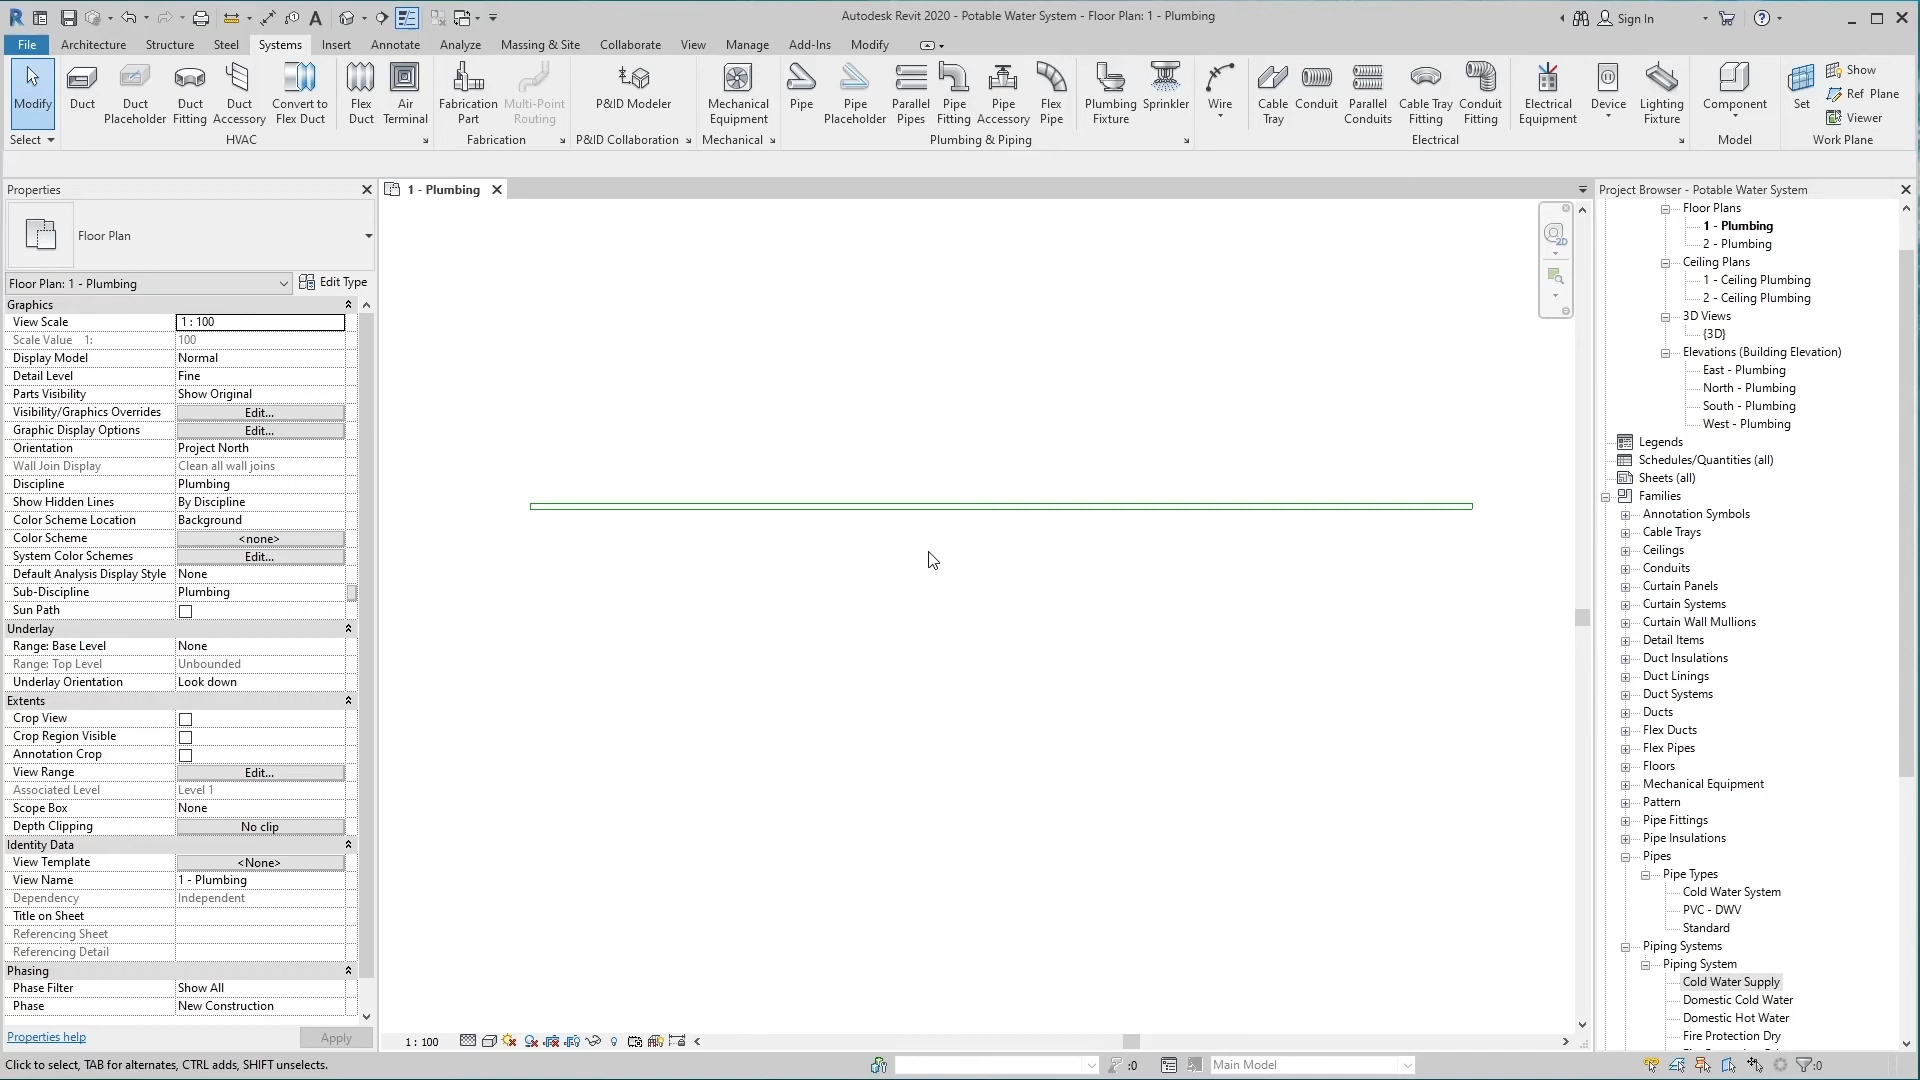 Autodesk Revit 2020 - Potable Water System - Floor Plan: 1 - Plumbing
Sign In
File Architecture Structure Steel Systems Insert Annotate Analyze Massing & Site Collaborate View Manage Add-Ins Modify
Modify
Duct
Duct Placeholder
Duct Fitting
Duct Accessory
Convert to Flex Duct
Flex Duct
Air Terminal
Fabrication Part
Multi-Point Routing
P&ID Modeler
Mechanical Equipment
Pipe
Pipe Placeholder
Parallel Pipes
Pipe Fitting
Pipe Accessory
Flex Pipe
Plumbing Fixture
Sprinkler
Wire
Cable Tray
Conduit
Parallel Conduits
Cable Tray Fitting
Conduit Fitting
Electrical Equipment
Device
Lighting Fixture
Component
Set
Show
Ref Plane
Viewer
Select HVAC Fabrication P&ID Collaboration Mechanical Plumbing & Piping Electrical Model Work Plane
Properties
Floor Plan
Floor Plan: 1 - Plumbing Edit Type
Graphics
View Scale 1 : 100
Scale Value 1: 100
Display Model Normal
Detail Level Fine
Parts Visibility Show Original
Visibility/Graphics Overrides Edit...
Graphic Display Options Edit...
Orientation Project North
Wall Join Display Clean all wall joins
Discipline Plumbing
Show Hidden Lines By Discipline
Color Scheme Location Background
Color Scheme <none>
System Color Schemes Edit...
Default Analysis Display Style None
Sub-Discipline Plumbing
Sun Path
Underlay
Range: Base Level None
Range: Top Level Unbounded
Underlay Orientation Look down
Extents
Crop View
Crop Region Visible
Annotation Crop
View Range Edit...
Associated Level Level 1
Scope Box None
Depth Clipping No clip
Identity Data
View Template <None>
View Name 1 - Plumbing
Dependency Independent
Title on Sheet
Referencing Sheet
Referencing Detail
Phasing
Phase Filter Show All
Phase New Construction
Properties help Apply
1 - Plumbing
2D
1 : 100
Project Browser - Potable Water System
Floor Plans
1 - Plumbing
2 - Plumbing
Ceiling Plans
1 - Ceiling Plumbing
2 - Ceiling Plumbing
3D Views
{3D}
Elevations (Building Elevation)
East - Plumbing
North - Plumbing
South - Plumbing
West - Plumbing
Legends
Schedules/Quantities (all)
Sheets (all)
Families
Annotation Symbols
Cable Trays
Ceilings
Conduits
Curtain Panels
Curtain Systems
Curtain Wall Mullions
Detail Items
Duct Insulations
Duct Linings
Duct Systems
Ducts
Flex Ducts
Flex Pipes
Floors
Mechanical Equipment
Pattern
Pipe Fittings
Pipe Insulations
Pipes
Pipe Types
Cold Water System
PVC - DWV
Standard
Piping Systems
Piping System
Cold Water Supply
Domestic Cold Water
Domestic Hot Water
Fire Protection Dry
Click to select, TAB for alternates, CTRL adds, SHIFT unselects. :0 Main Model :0